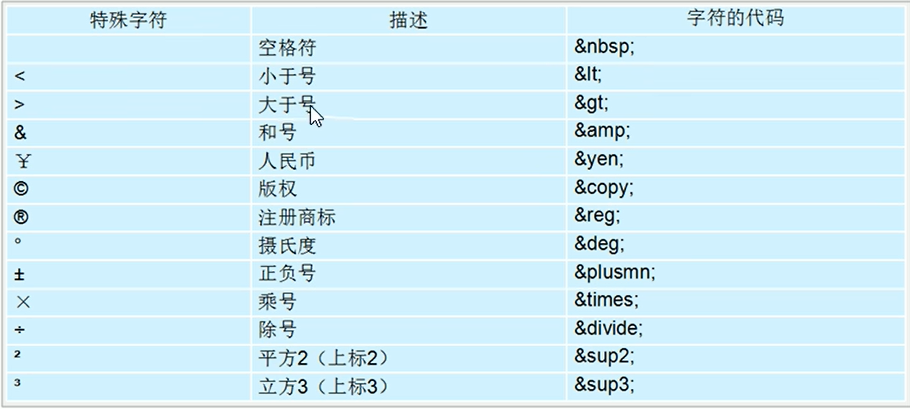 特殊字符 描述 字符的代码
空格符 &nbsp;
< 小于号 &lt;
> 大于号 &gt;
& 和号 &amp;
￥ 人民币 &yen;
© 版权 &copy;
® 注册商标 &reg;
° 摄氏度 &deg;
± 正负号 &plusmn;
× 乘号 &times;
÷ 除号 &divide;
² 平方2（上标2） &sup2;
³ 立方3（上标3） &sup3;